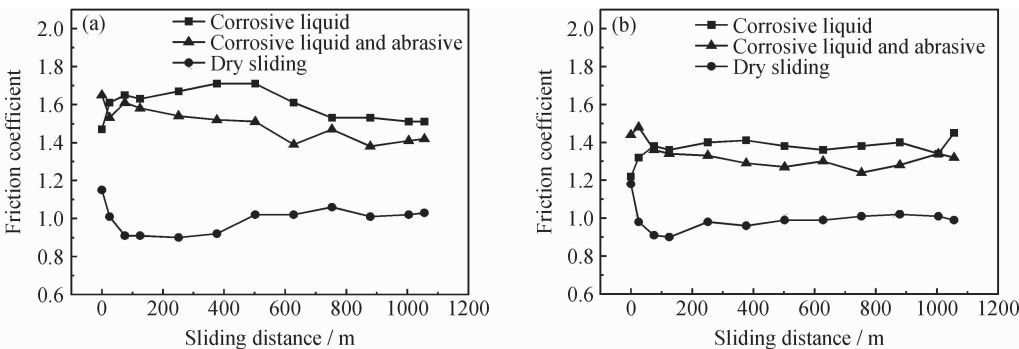 (a)
Corrosive liquid
Corrosive liquid and abrasive
Dry sliding
Friction coefficient
2.0
1.8
1.6
1.4
1.2
1.0
0.8
0.6
0 200 400 600 800 1000 1200
Sliding distance / m
(b)
Corrosive liquid
Corrosive liquid and abrasive
Dry sliding
Friction coefficient
2.0
1.8
1.6
1.4
1.2
1.0
0.8
0.6
0 200 400 600 800 1000 1200
Sliding distance / m